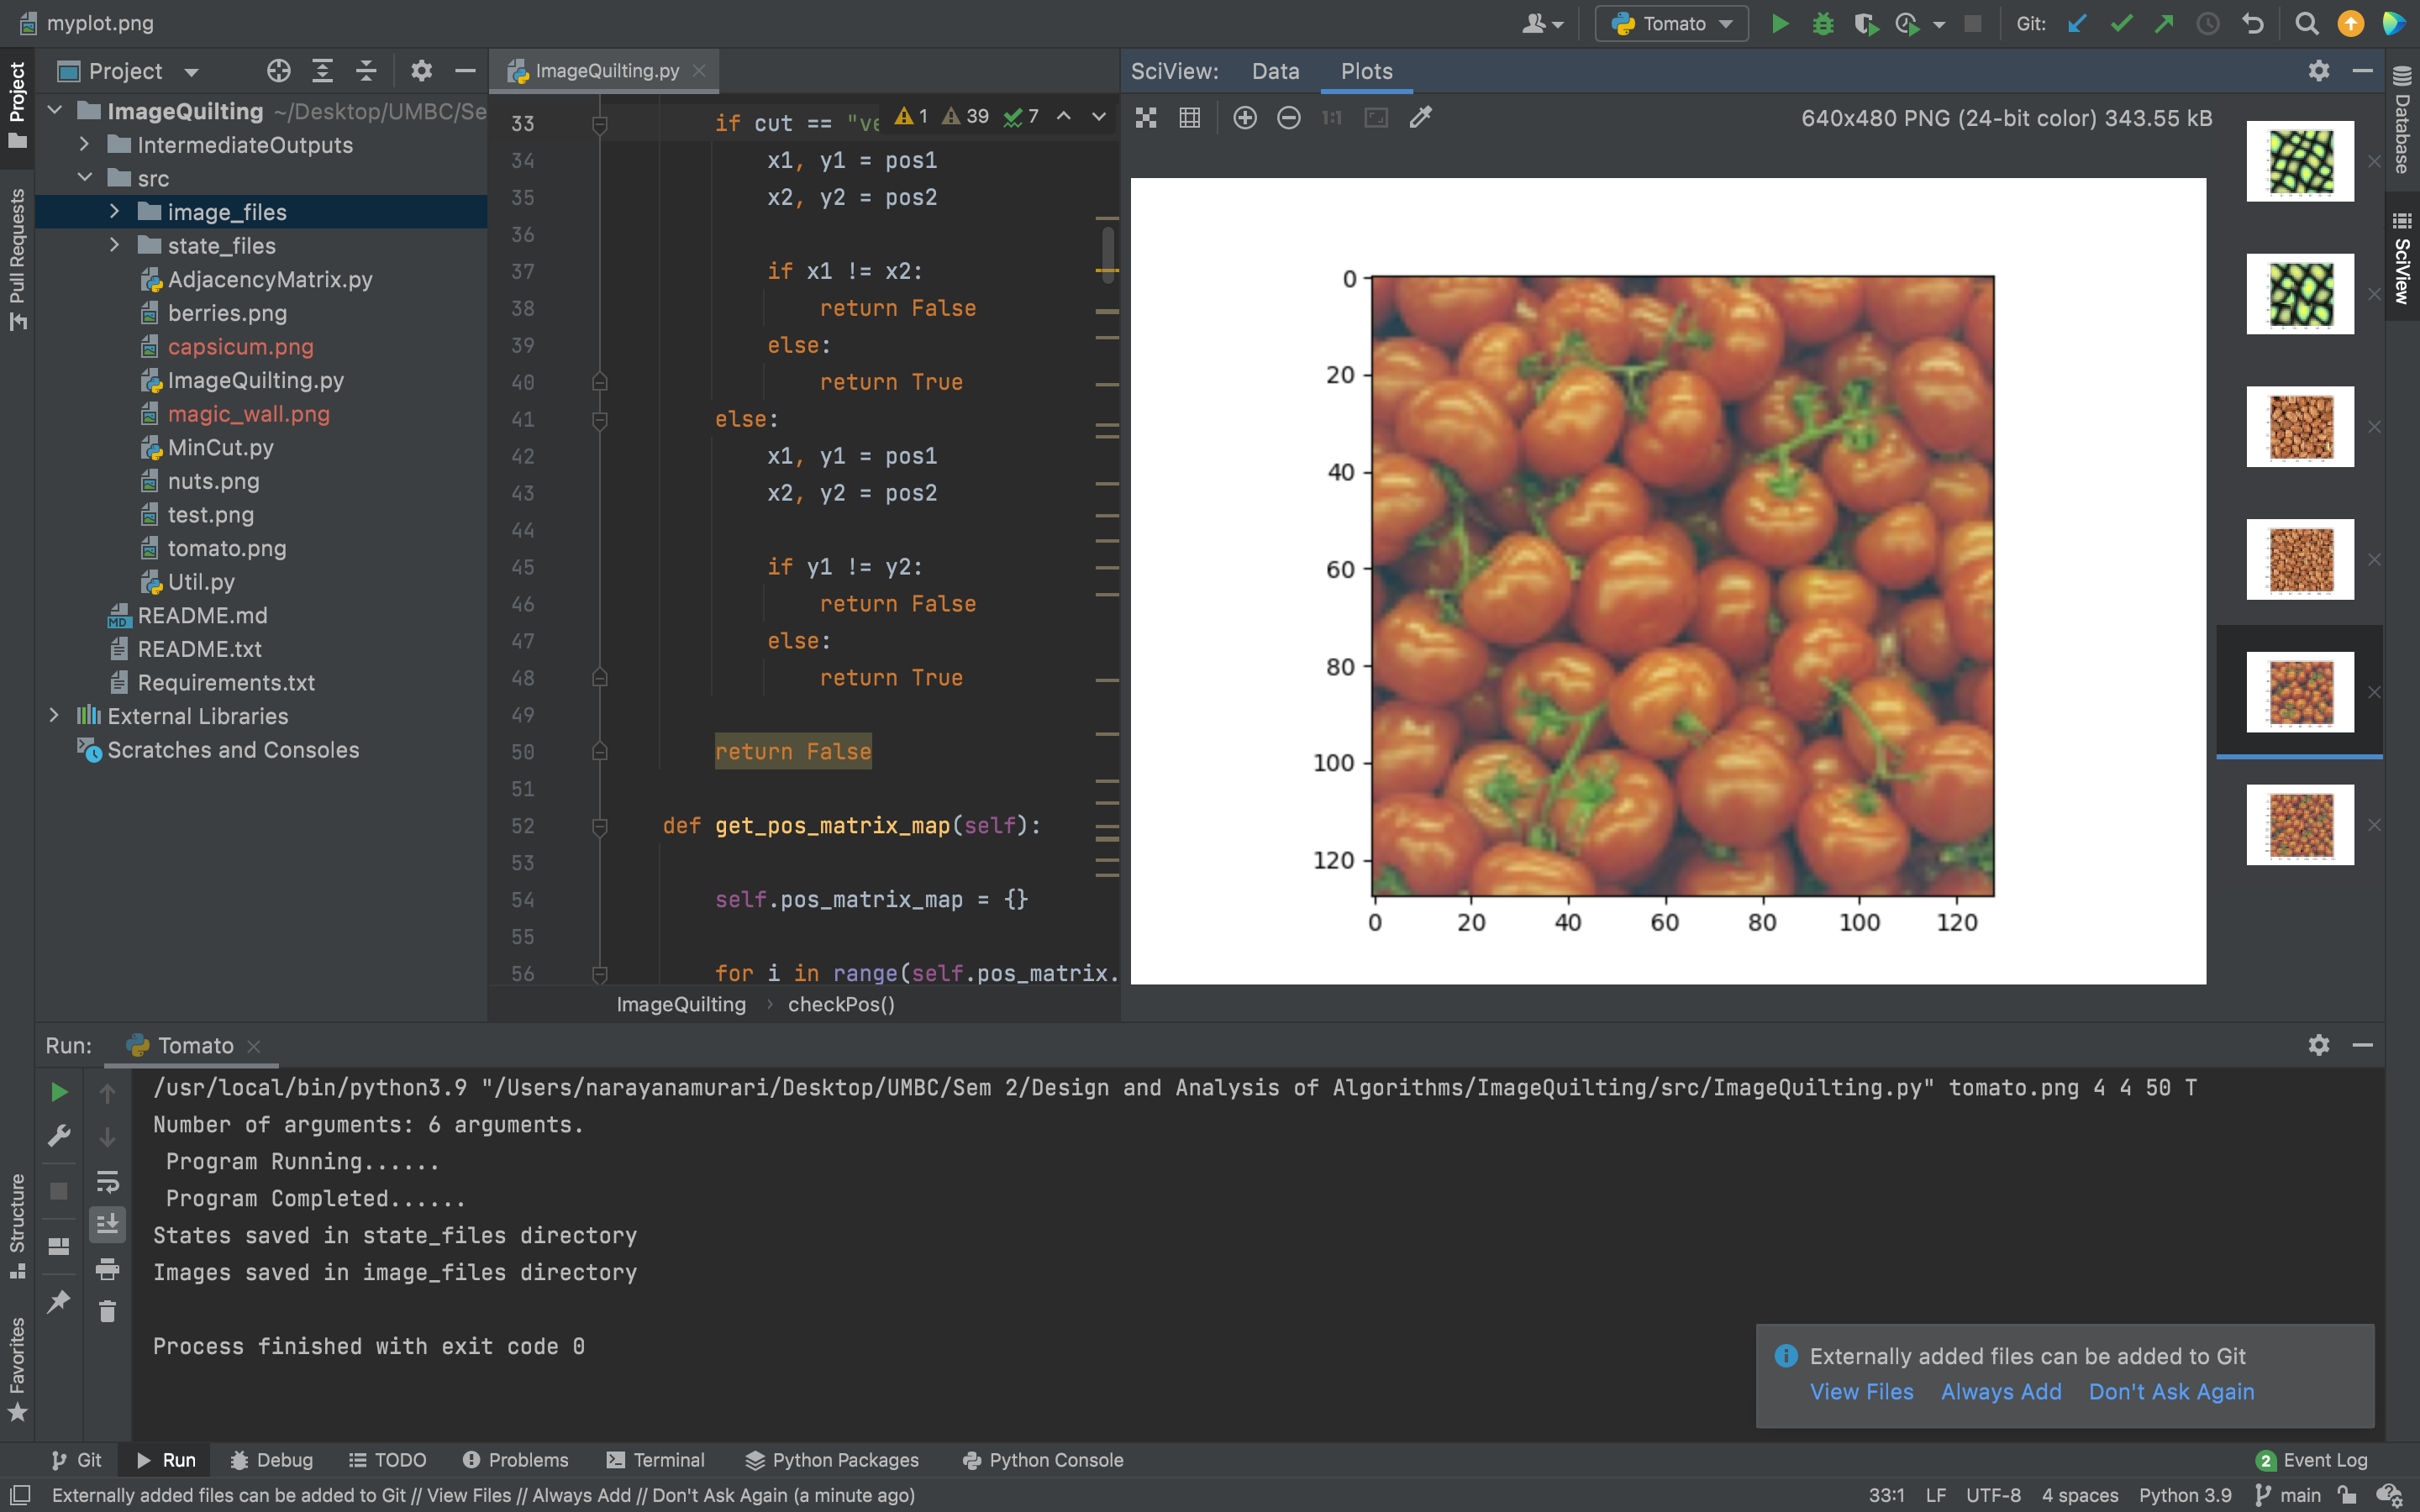 myplot.png
Tomato
Git:
Project
ImageQuilting.py
SciView:
Data
Plots
Project
Pull Requests
Structure
Favorites
Database
SciView
ImageQuilting ~/Desktop/UMBC/Se
IntermediateOutputs
src
image_files
state_files
AdjacencyMatrix.py
berries.png
capsicum.png
ImageQuilting.py
magic_wall.png
MinCut.py
nuts.png
test.png
tomato.png
Util.py
README.md
README.txt
Requirements.txt
External Libraries
Scratches and Consoles
1 39 7
33 if cut == "ve
34 x1, y1 = pos1
35 x2, y2 = pos2
36
37 if x1 != x2:
38 return False
39 else:
40 return True
41 else:
42 x1, y1 = pos1
43 x2, y2 = pos2
44
45 if y1 != y2:
46 return False
47 else:
48 return True
49
50 return False
51
52 def get_pos_matrix_map(self):
53
54 self.pos_matrix_map = {}
55
56 for i in range(self.pos_matrix.
ImageQuilting › checkPos()
1:1
640x480 PNG (24-bit color) 343.55 kB
0
20
40
60
80
100
120
0 20 40 60 80 100 120
Run: Tomato
/usr/local/bin/python3.9 "/Users/narayanamurari/Desktop/UMBC/Sem 2/Design and Analysis of Algorithms/ImageQuilting/src/ImageQuilting.py" tomato.png 4 4 50 T
Number of arguments: 6 arguments.
Program Running......
Program Completed......
States saved in state_files directory
Images saved in image_files directory
Process finished with exit code 0
Externally added files can be added to Git
View Files Always Add Don't Ask Again
Git Run Debug TODO Problems Terminal Python Packages Python Console 2 Event Log
Externally added files can be added to Git // View Files // Always Add // Don't Ask Again (a minute ago) 33:1 LF UTF-8 4 spaces Python 3.9 main